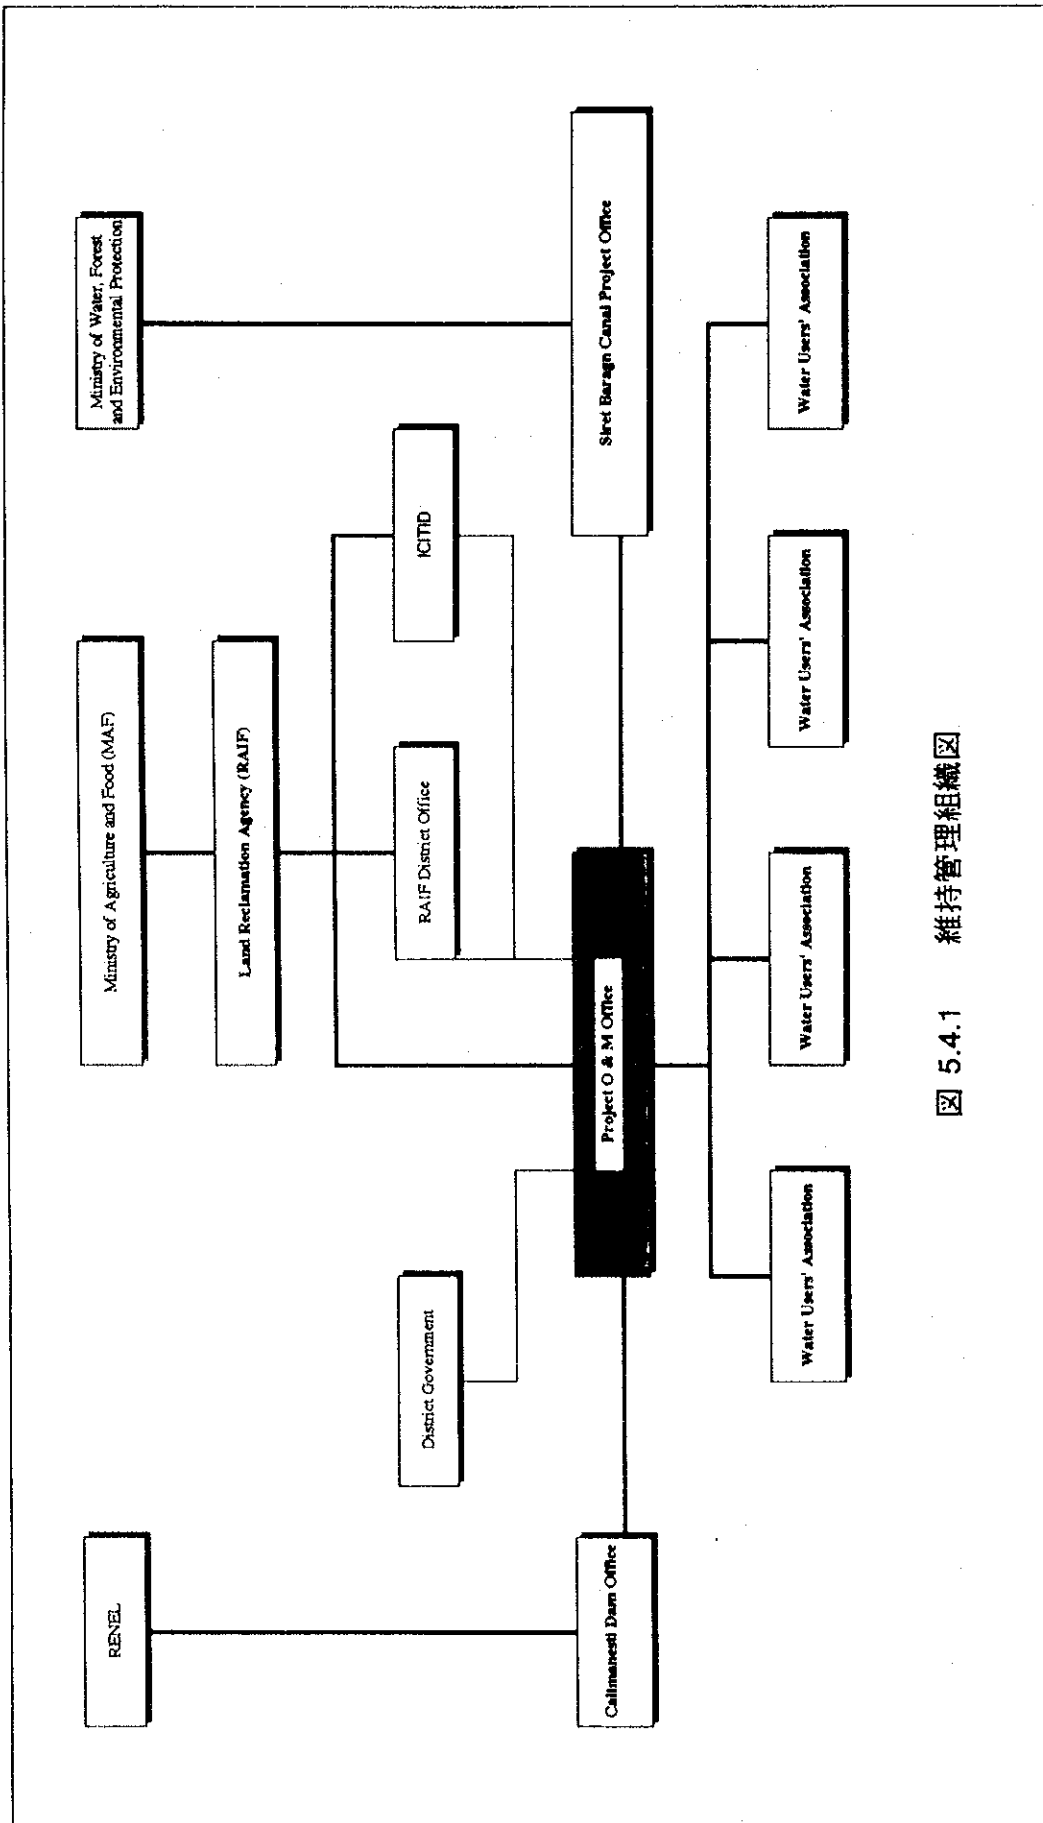 RENEL
Ministry of Agriculture and Food (MAF)
Ministry of Water, Forest
and Environmental Protection
Land Reclamation Agency (RAIF)
District Government
RAIF District Office
ICITID
Calimanesti Dam Office
Project O & M Office
Siret Baragn Canal Project Office
Water Users' Association
Water Users' Association
Water Users' Association
Water Users' Association
図 5.4.1 維持管理組織図